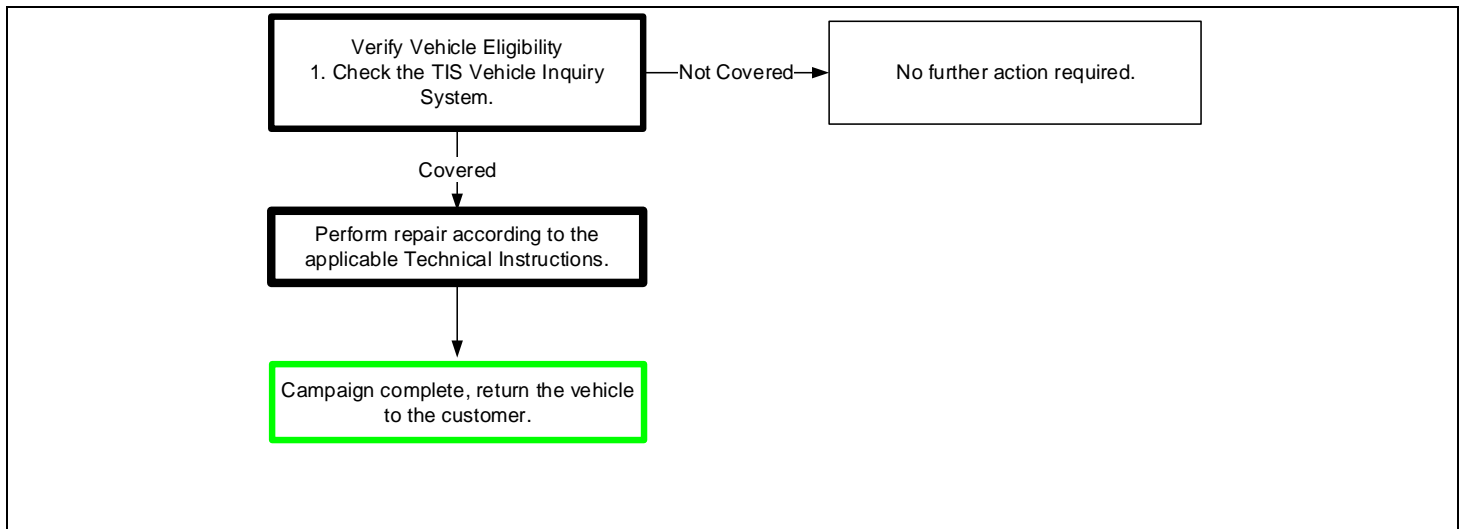 Verify Vehicle Eligibility
1. Check the TIS Vehicle Inquiry
System.
Not Covered
No further action required.
Covered
Perform repair according to the
applicable Technical Instructions.
Campaign complete, return the vehicle
to the customer.